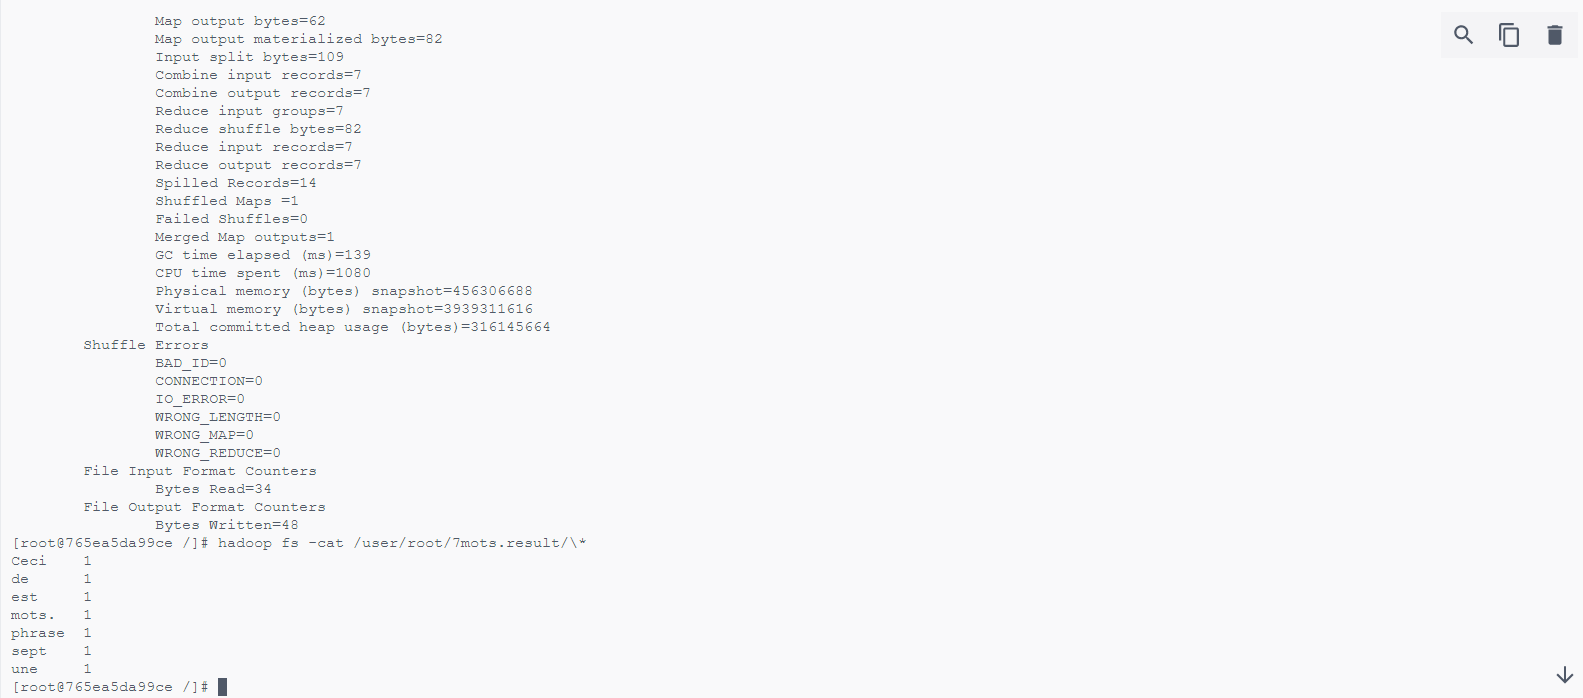 Map output bytes=62
Map output materialized bytes=82
Input split bytes=109
Combine input records=7
Combine output records=7
Reduce input groups=7
Reduce shuffle bytes=82
Reduce input records=7
Reduce output records=7
Spilled Records=14
Shuffled Maps =1
Failed Shuffles=0
Merged Map outputs=1
GC time elapsed (ms)=139
CPU time spent (ms)=1080
Physical memory (bytes) snapshot=456306688
Virtual memory (bytes) snapshot=3939311616
Total committed heap usage (bytes)=316145664
Shuffle Errors
BAD_ID=0
CONNECTION=0
IO_ERROR=0
WRONG_LENGTH=0
WRONG_MAP=0
WRONG_REDUCE=0
File Input Format Counters
Bytes Read=34
File Output Format Counters
Bytes Written=48
[root@765ea5da99ce /]# hadoop fs -cat /user/root/7mots.result/\*
Ceci 1
de 1
est 1
mots. 1
phrase 1
sept 1
une 1
[root@765ea5da99ce /]#